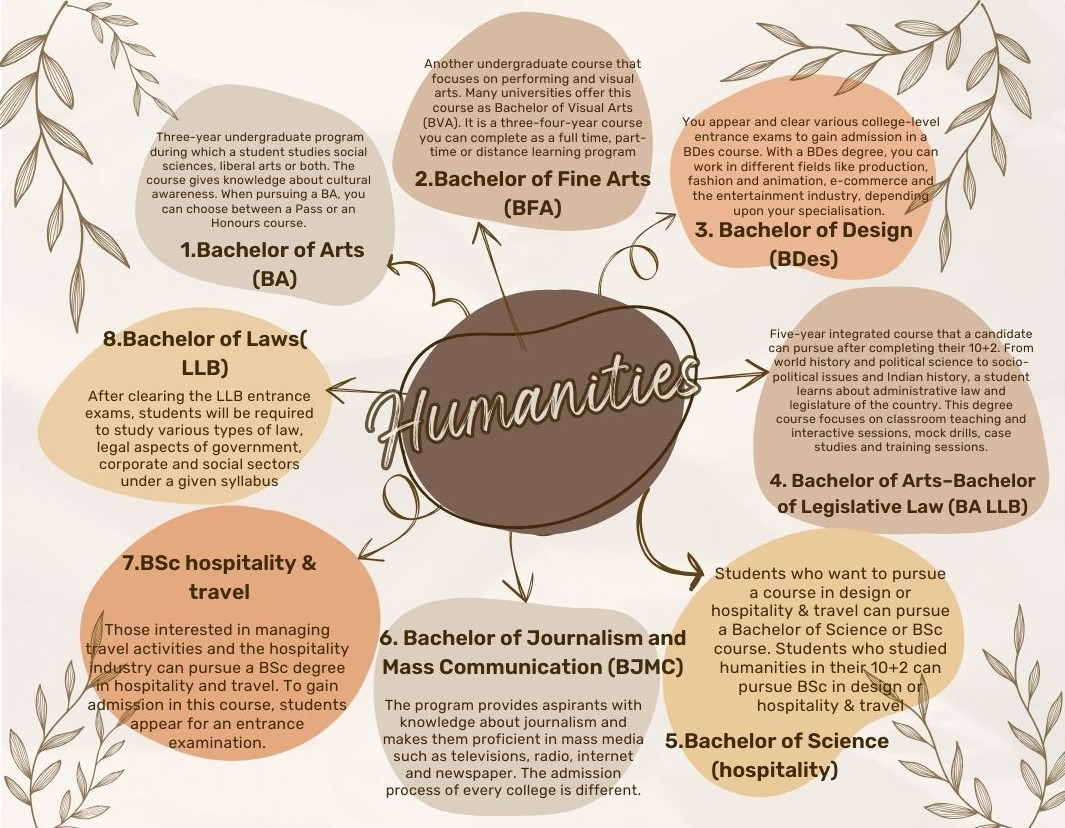 Humanities
Three-year undergraduate program
during which a student studies social
sciences, liberal arts or both. The
course gives knowledge about cultural
awareness. When pursuing a BA, you
can choose between a Pass or an
Honours course.
1.Bachelor of Arts
(BA)
Another undergraduate course that
focuses on performing and visual
arts. Many universities offer this
course as Bachelor of Visual Arts
(BVA). It is a three-four-year course
you can complete as a full time, part-
time or distance learning program
2.Bachelor of Fine Arts
(BFA)
You appear and clear various college-level
entrance exams to gain admission in a
BDes course. With a BDes degree, you can
work in different fields like production,
fashion and animation, e-commerce and
the entertainment industry, depending
upon your specialisation.
3. Bachelor of Design
(BDes)
Five-year integrated course that a candidate
can pursue after completing their 10+2. From
world history and political science to socio-
political issues and Indian history, a student
learns about administrative law and
legislature of the country. This degree
course focuses on classroom teaching and
interactive sessions, mock drills, case
studies and training sessions.
4. Bachelor of Arts–Bachelor
of Legislative Law (BA LLB)
Students who want to pursue
a course in design or
hospitality & travel can pursue
a Bachelor of Science or BSc
course. Students who studied
humanities in their 10+2 can
pursue BSc in design or
hospitality & travel
5.Bachelor of Science
(hospitality)
6. Bachelor of Journalism and
Mass Communication (BJMC)
The program provides aspirants with
knowledge about journalism and
makes them proficient in mass media
such as televisions, radio, internet
and newspaper. The admission
process of every college is different.
7.BSc hospitality &
travel
Those interested in managing
travel activities and the hospitality
industry can pursue a BSc degree
in hospitality and travel. To gain
admission in this course, students
appear for an entrance
examination.
8.Bachelor of Laws(
LLB)
After clearing the LLB entrance
exams, students will be required
to study various types of law,
legal aspects of government,
corporate and social sectors
under a given syllabus